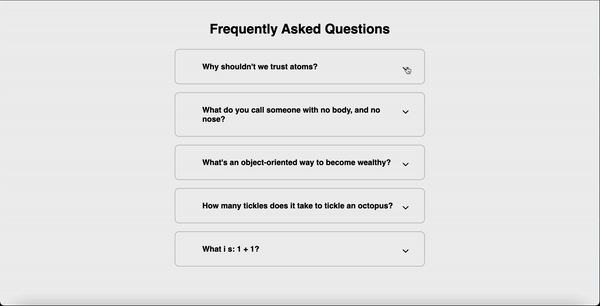 Frequently Asked Questions
Why shouldn't we trust atoms?
What do you call someone with no body, and no
nose?
What's an object-oriented way to become wealthy?
How many tickles does it take to tickle an octopus?
What i s: 1 + 1?